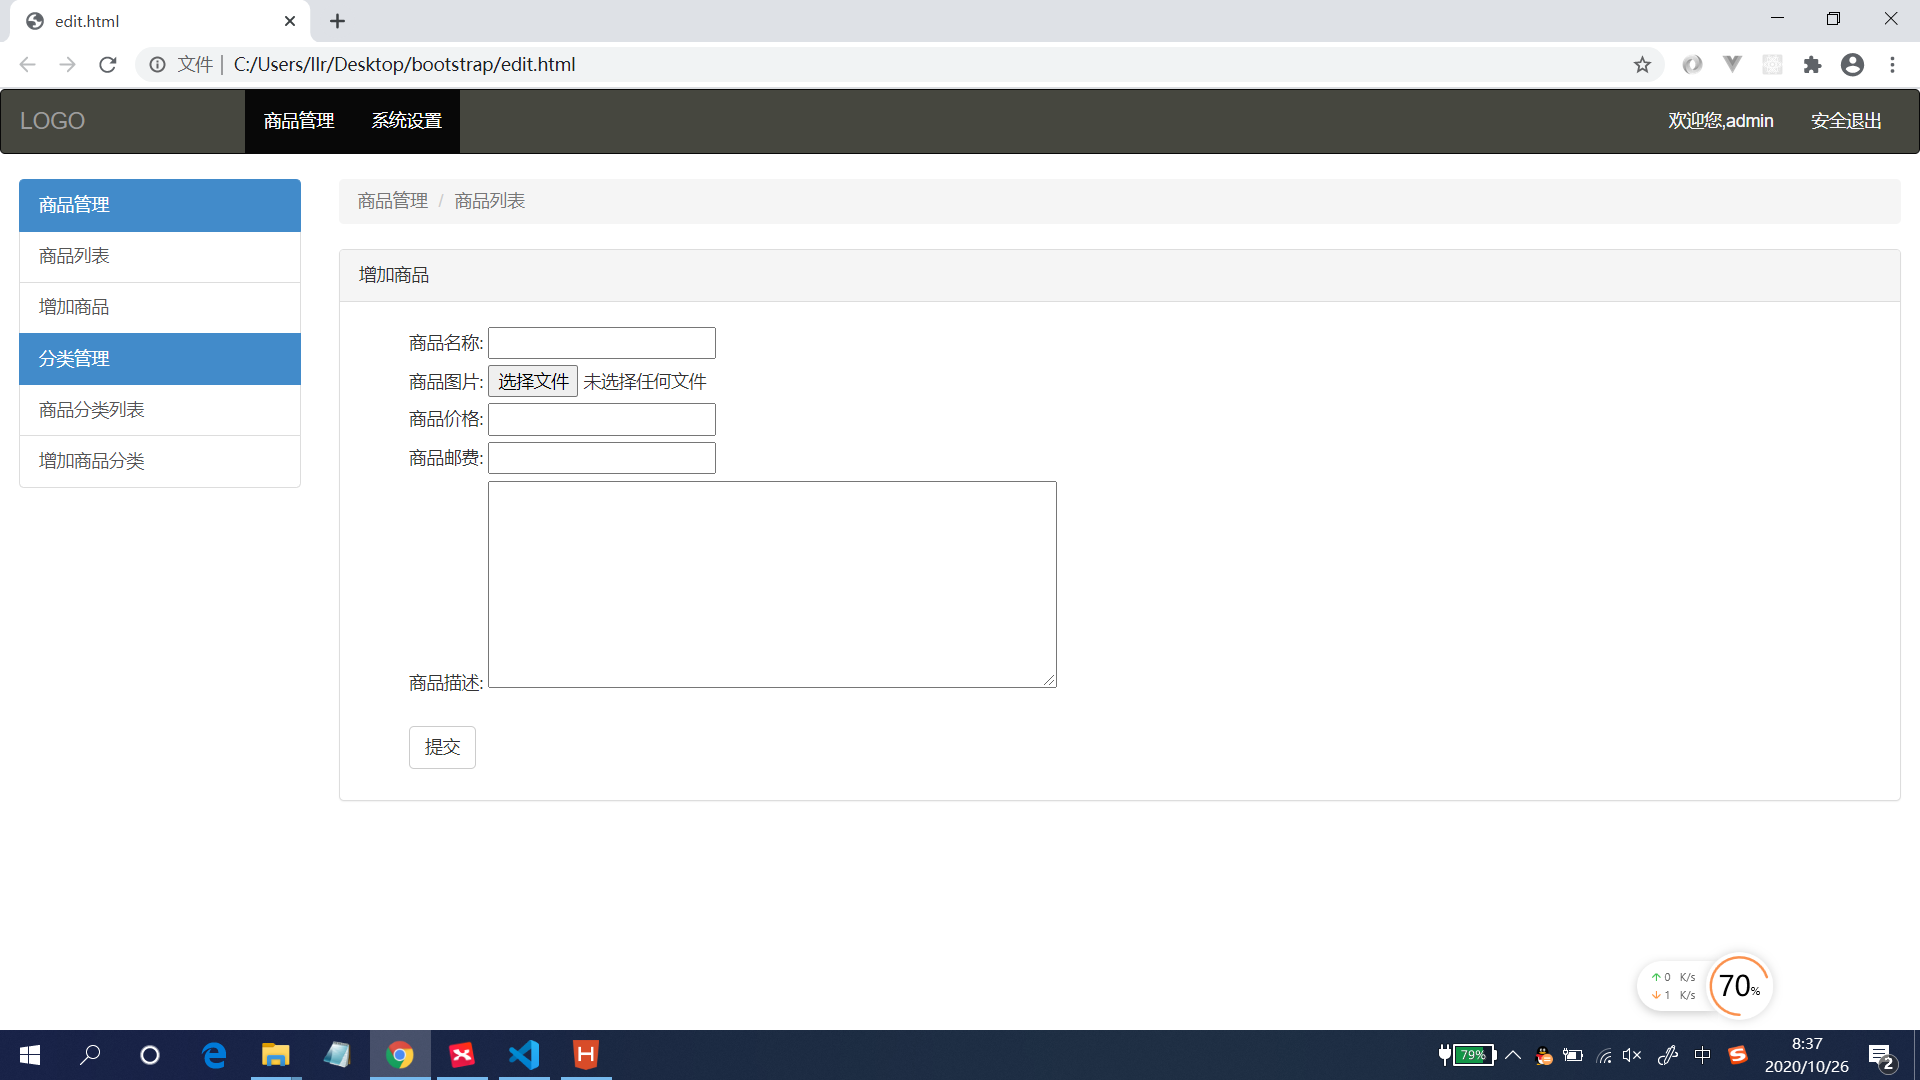 edit.html
文件 | C:/Users/llr/Desktop/bootstrap/edit.html
LOGO 商品管理 系统设置 欢迎您,admin 安全退出
商品管理
商品列表
增加商品
分类管理
商品分类列表
增加商品分类
商品管理 / 商品列表
增加商品
商品名称:
商品图片: 选择文件 未选择任何文件
商品价格:
商品邮费:
商品描述:
提交
↑ 0 K/s
↓ 1 K/s
70%
79%
中
8:37
2020/10/26
2